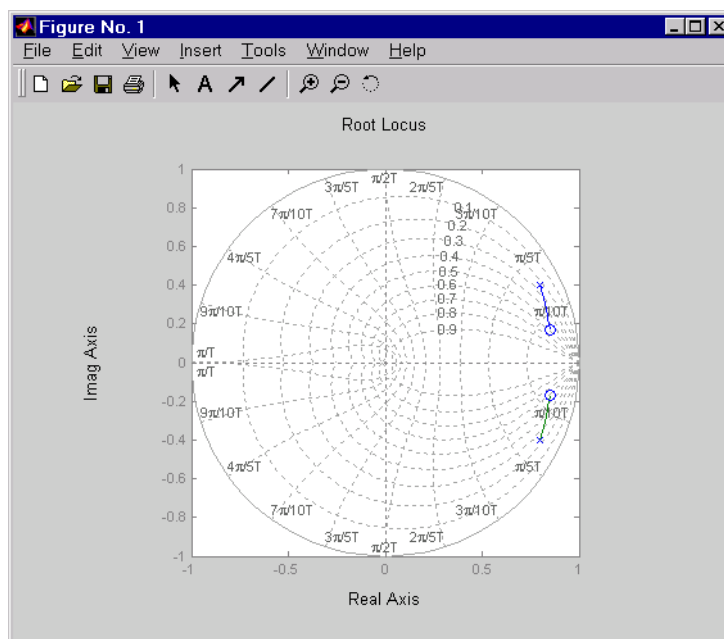 Figure No. 1
File Edit View Insert Tools Window Help
Root Locus
1
0.8
0.6
0.4
0.2
0
-0.2
-0.4
-0.6
-0.8
-1
Imag Axis
π/2T
3π/5T
2π/5T
7π/10T
3π/10T
4π/5T
π/5T
9π/10T
π/10T
π/T
π/T
9π/10T
π/10T
4π/5T
π/5T
7π/10T
3π/10T
3π/5T
2π/5T
π/2T
0.1
0.2
0.3
0.4
0.5
0.6
0.7
0.8
0.9
-1 -0.5 0 0.5 1
Real Axis